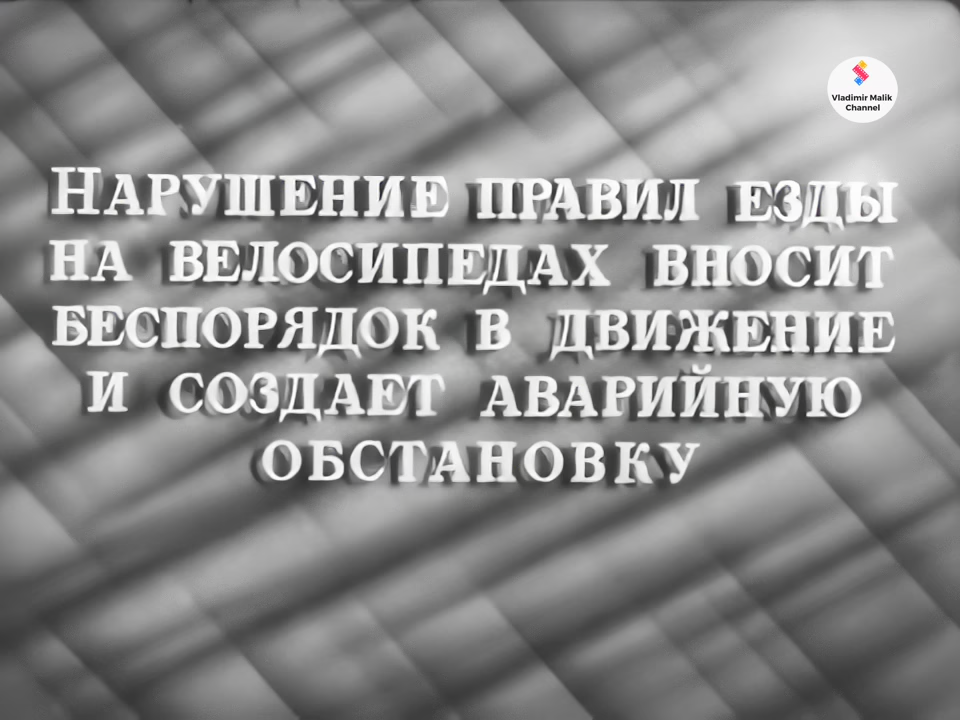 Vladimir Malik
Channel
НАРУШЕНИЕ ПРАВИЛ ЕЗДЫ
НА ВЕЛОСИПЕДАХ ВНОСИТ
БЕСПОРЯДОК В ДВИЖЕНИЕ
И СОЗДАЕТ АВАРИЙНУЮ
ОБСТАНОВКУ